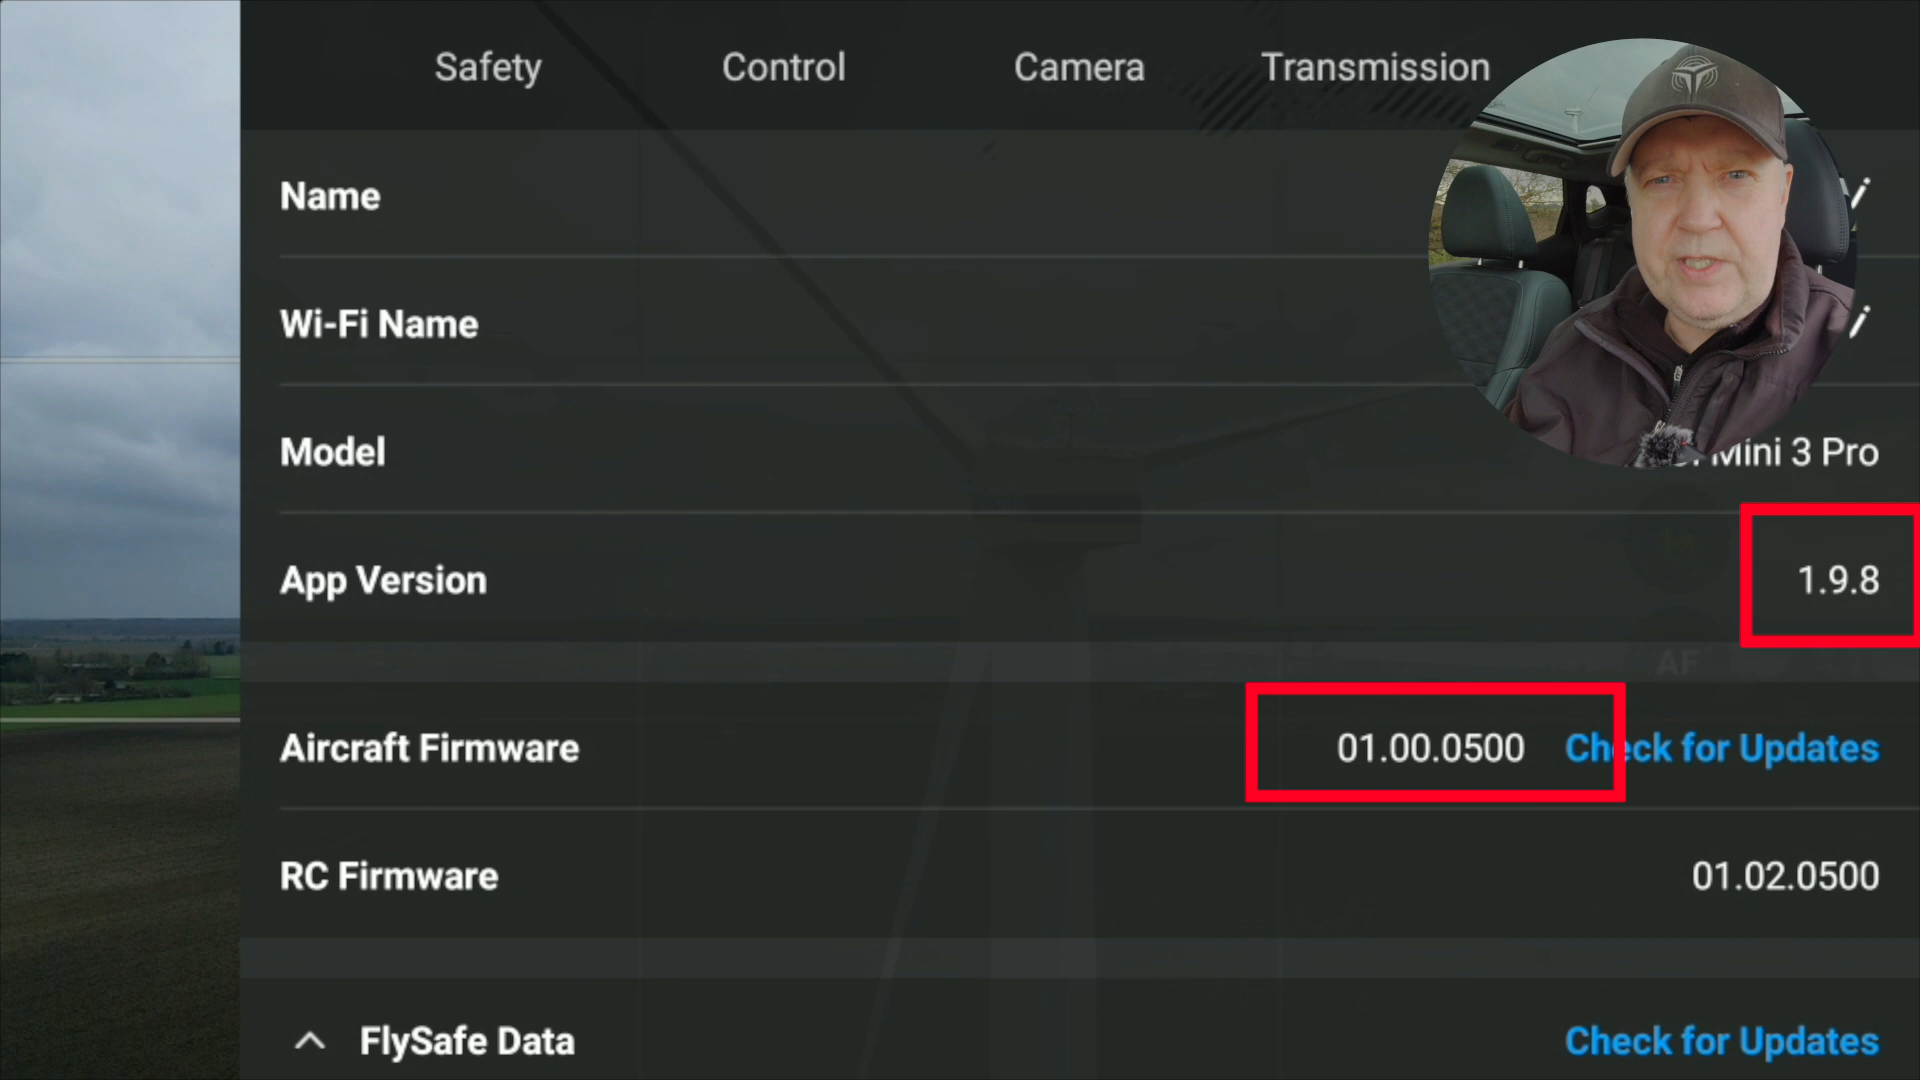 Safety Control Camera Transmission
Name
Wi-Fi Name
Model Mini 3 Pro
App Version 1.9.8
AF
Aircraft Firmware 01.00.0500 Check for Updates
RC Firmware 01.02.0500
FlySafe Data Check for Updates